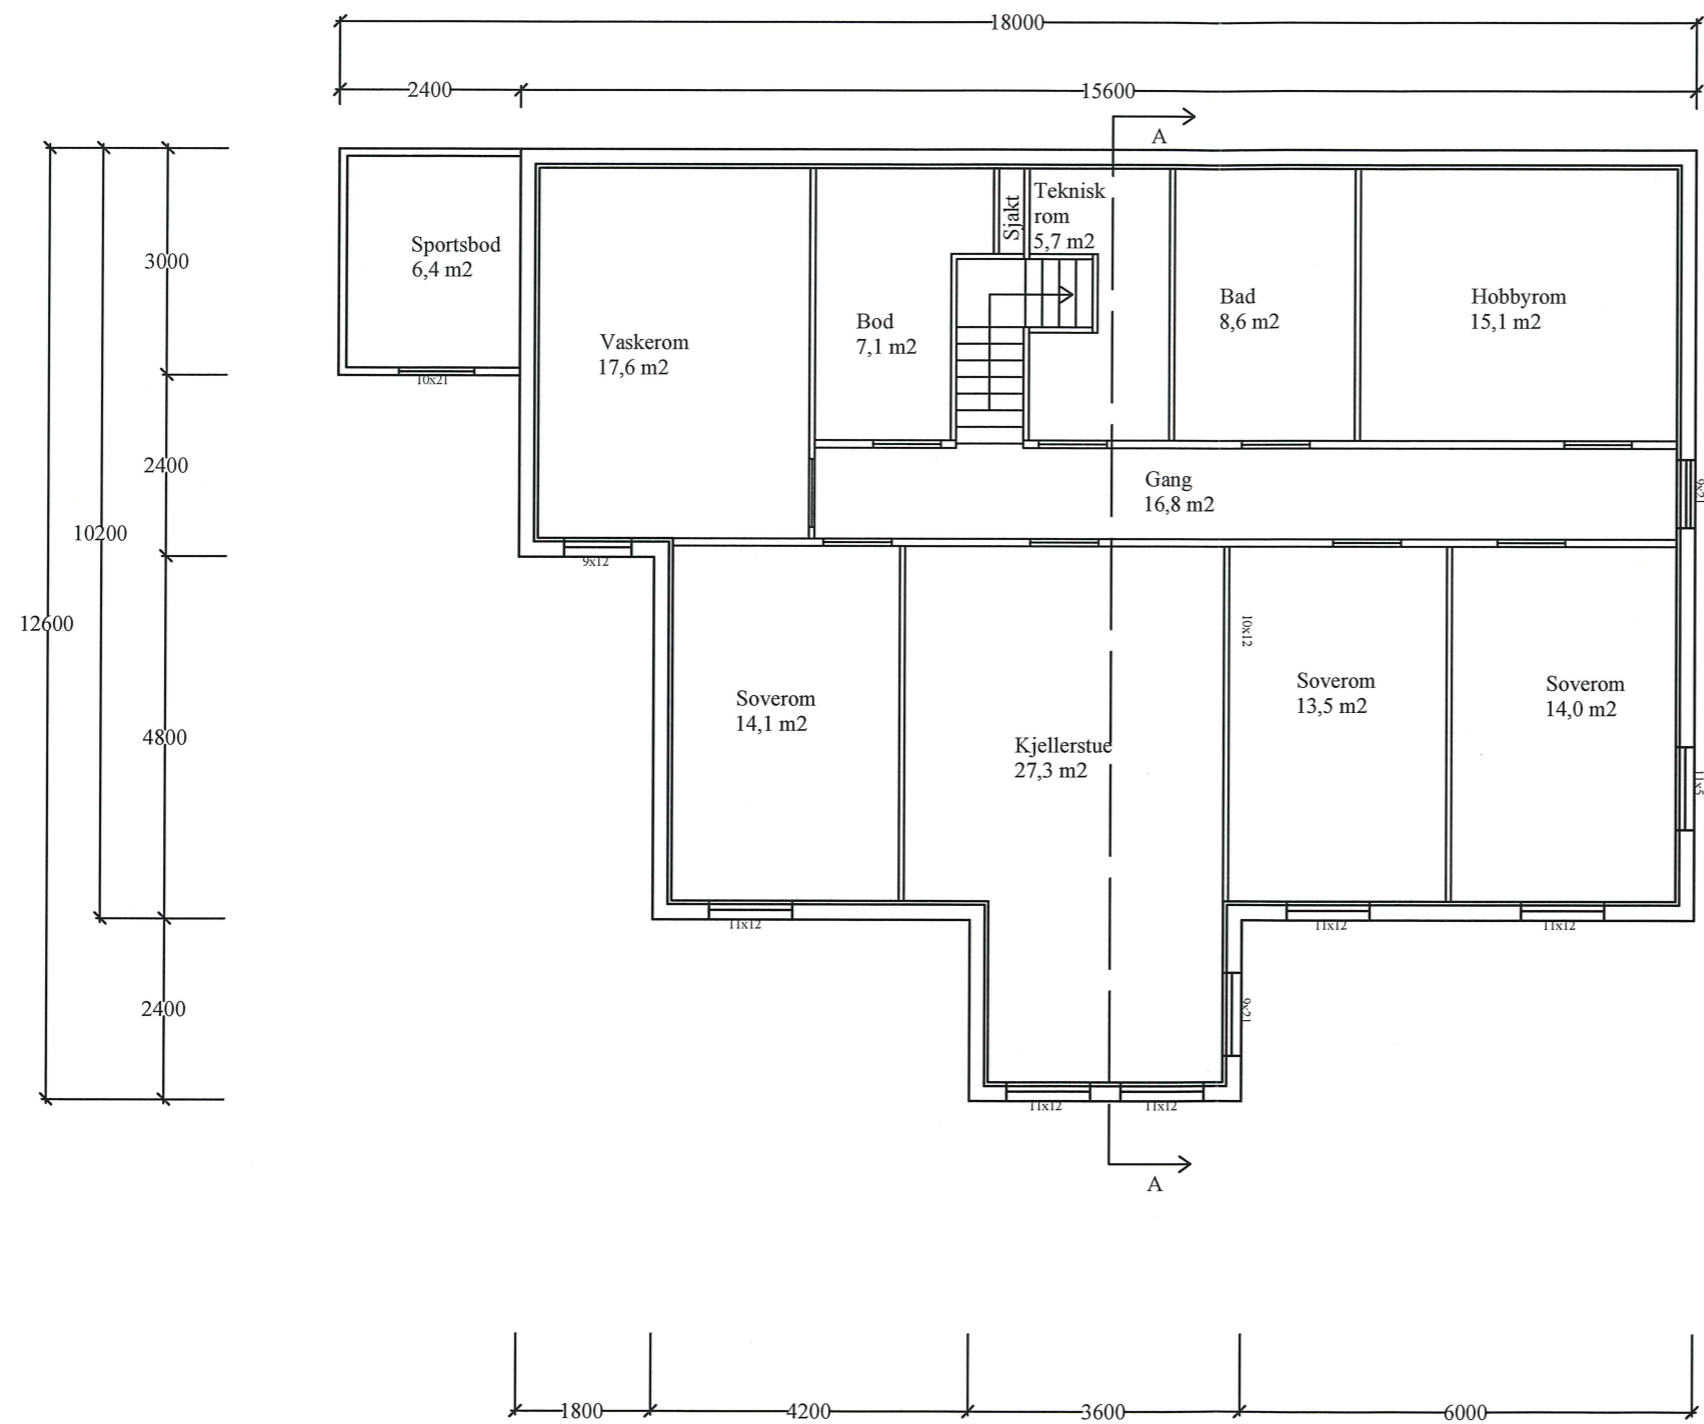 18000
2400
15600
A
Sportsbod
6,4 m2
10x21
Vaskerom
17,6 m2
9x12
Bod
7,1 m2
Sjakt
Teknisk
rom
5,7 m2
Bad
8,6 m2
Hobbyrom
15,1 m2
Gang
16,8 m2
9x21
Soverom
14,1 m2
11x12
Kjellerstue
27,3 m2
10x12
Soverom
13,5 m2
11x12
Soverom
14,0 m2
11x5
11x12
9x21
11x12
11x12
A
3000
2400
10200
12600
4800
2400
1800
4200
3600
6000